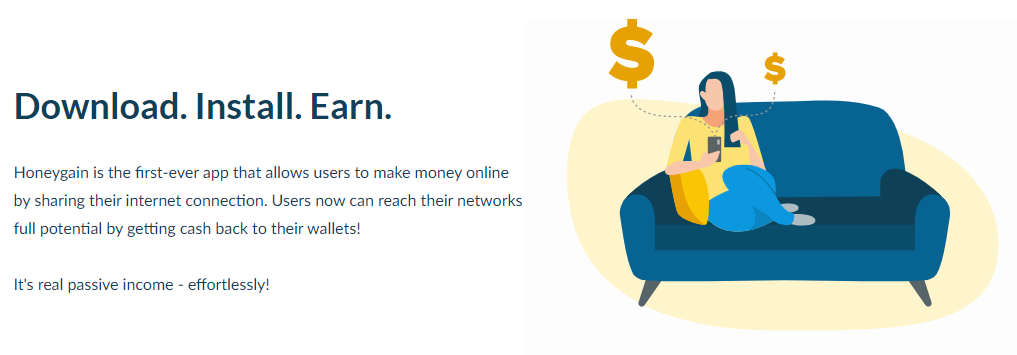 Download. Install. Earn.
Honeygain is the first-ever app that allows users to make money online
by sharing their internet connection. Users now can reach their networks
full potential by getting cash back to their wallets!
It's real passive income - effortlessly!
$
$